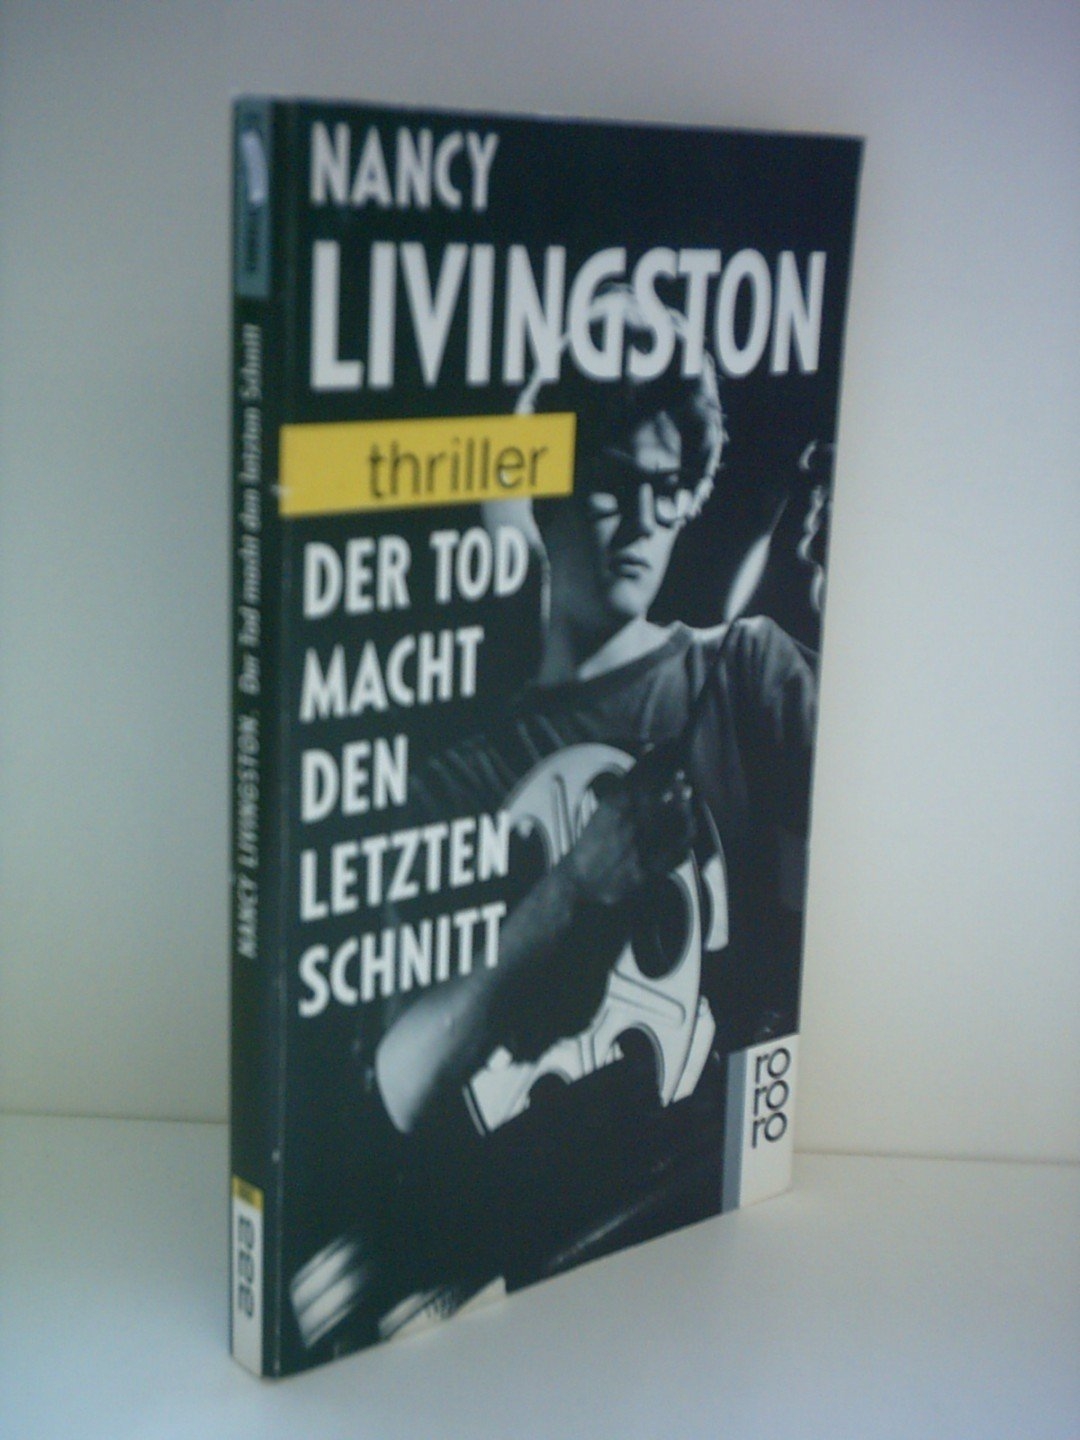 NANCY
LIVINGSTON
thriller
DER TOD
MACHT
DEN
LETZTEN
SCHNITT
ro
ro
ro
NANCY LIVINGSTON. Der Tod macht den letzten Schnitt